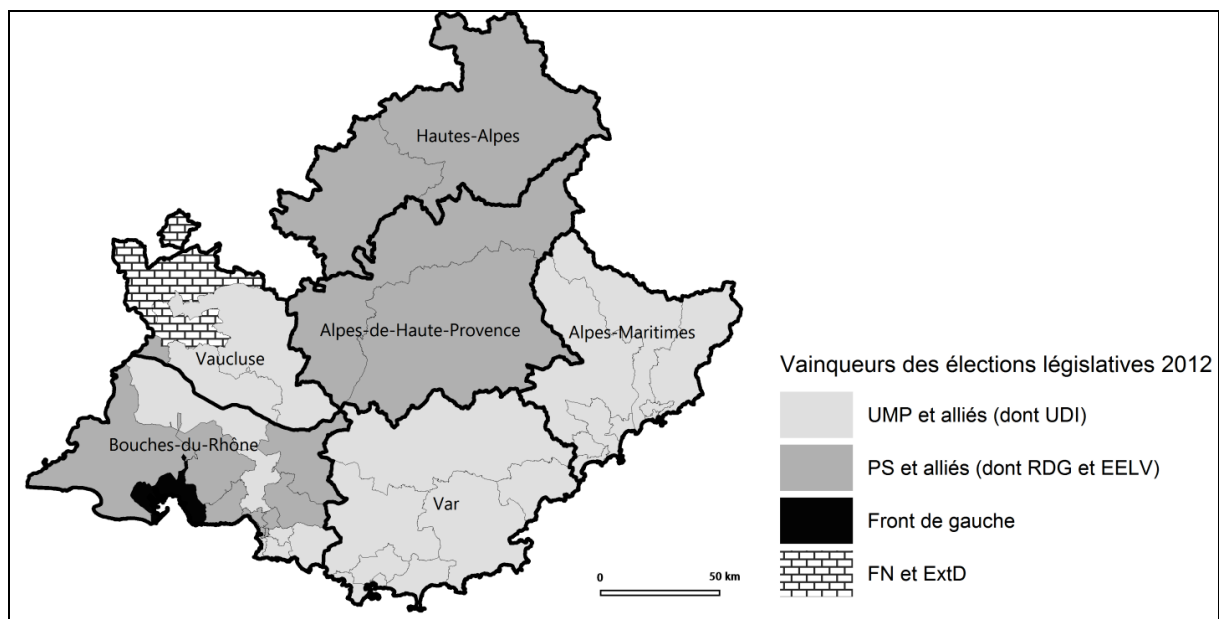 Hautes-Alpes
Alpes-de-Haute-Provence
Alpes-Maritimes
Vaucluse
Bouches-du-Rhône
Var
0
50 km
Vainqueurs des élections législatives 2012
UMP et alliés (dont UDI)
PS et alliés (dont RDG et EELV)
Front de gauche
FN et ExtD